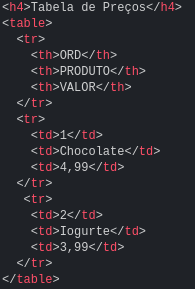 <h4>Tabela de Preços</h4>
<table>
  <tr>
    <th>ORD</th>
    <th>PRODUTO</th>
    <th>VALOR</th>
  </tr>
  <tr>
    <td>1</td>
    <td>Chocolate</td>
    <td>4,99</td>
  </tr>
   <tr>
    <td>2</td>
    <td>Iogurte</td>
    <td>3,99</td>
  </tr>
</table>